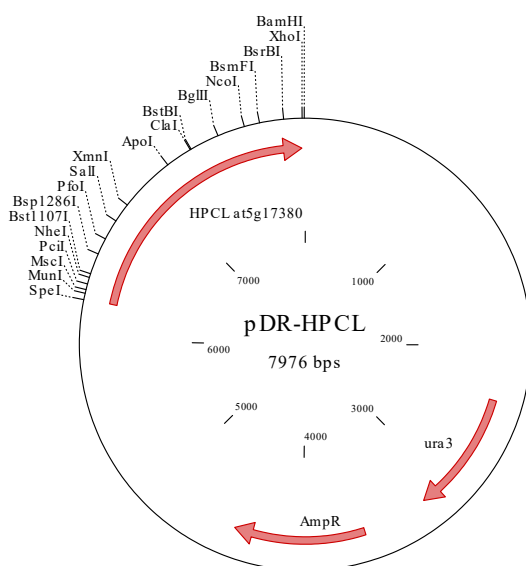 BamHI
XhoI
BsrBI
BsmFI
NcoI
BglII
BstBI
ClaI
ApoI
XmnI
SalI
PfoI
Bsp1286I
Bst1107I
NheI
PciI
MscI
MunI
SpeI
HPCL at5g17380
7000
1000
pDR-HPCL
7976 bps
6000
2000
5000
3000
4000
ura3
AmpR